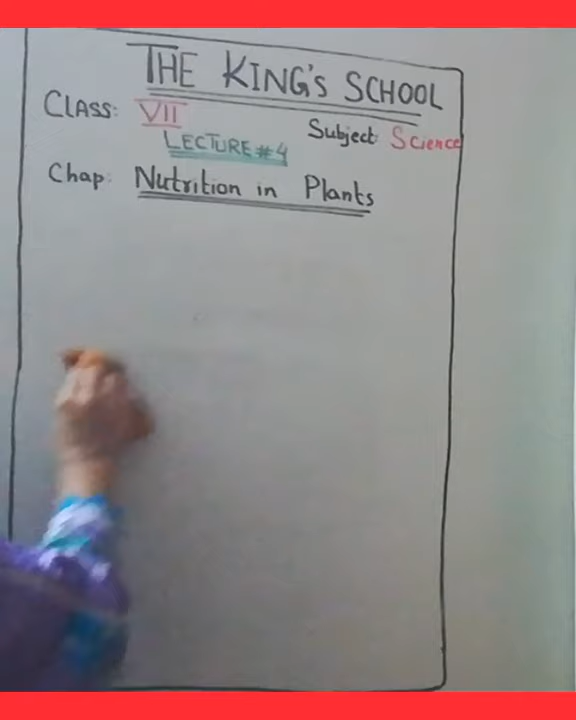 THE KING'S SCHOOL
CLASS: VII
Subject: Science
LECTURE #4
Chap: Nutrition in Plants